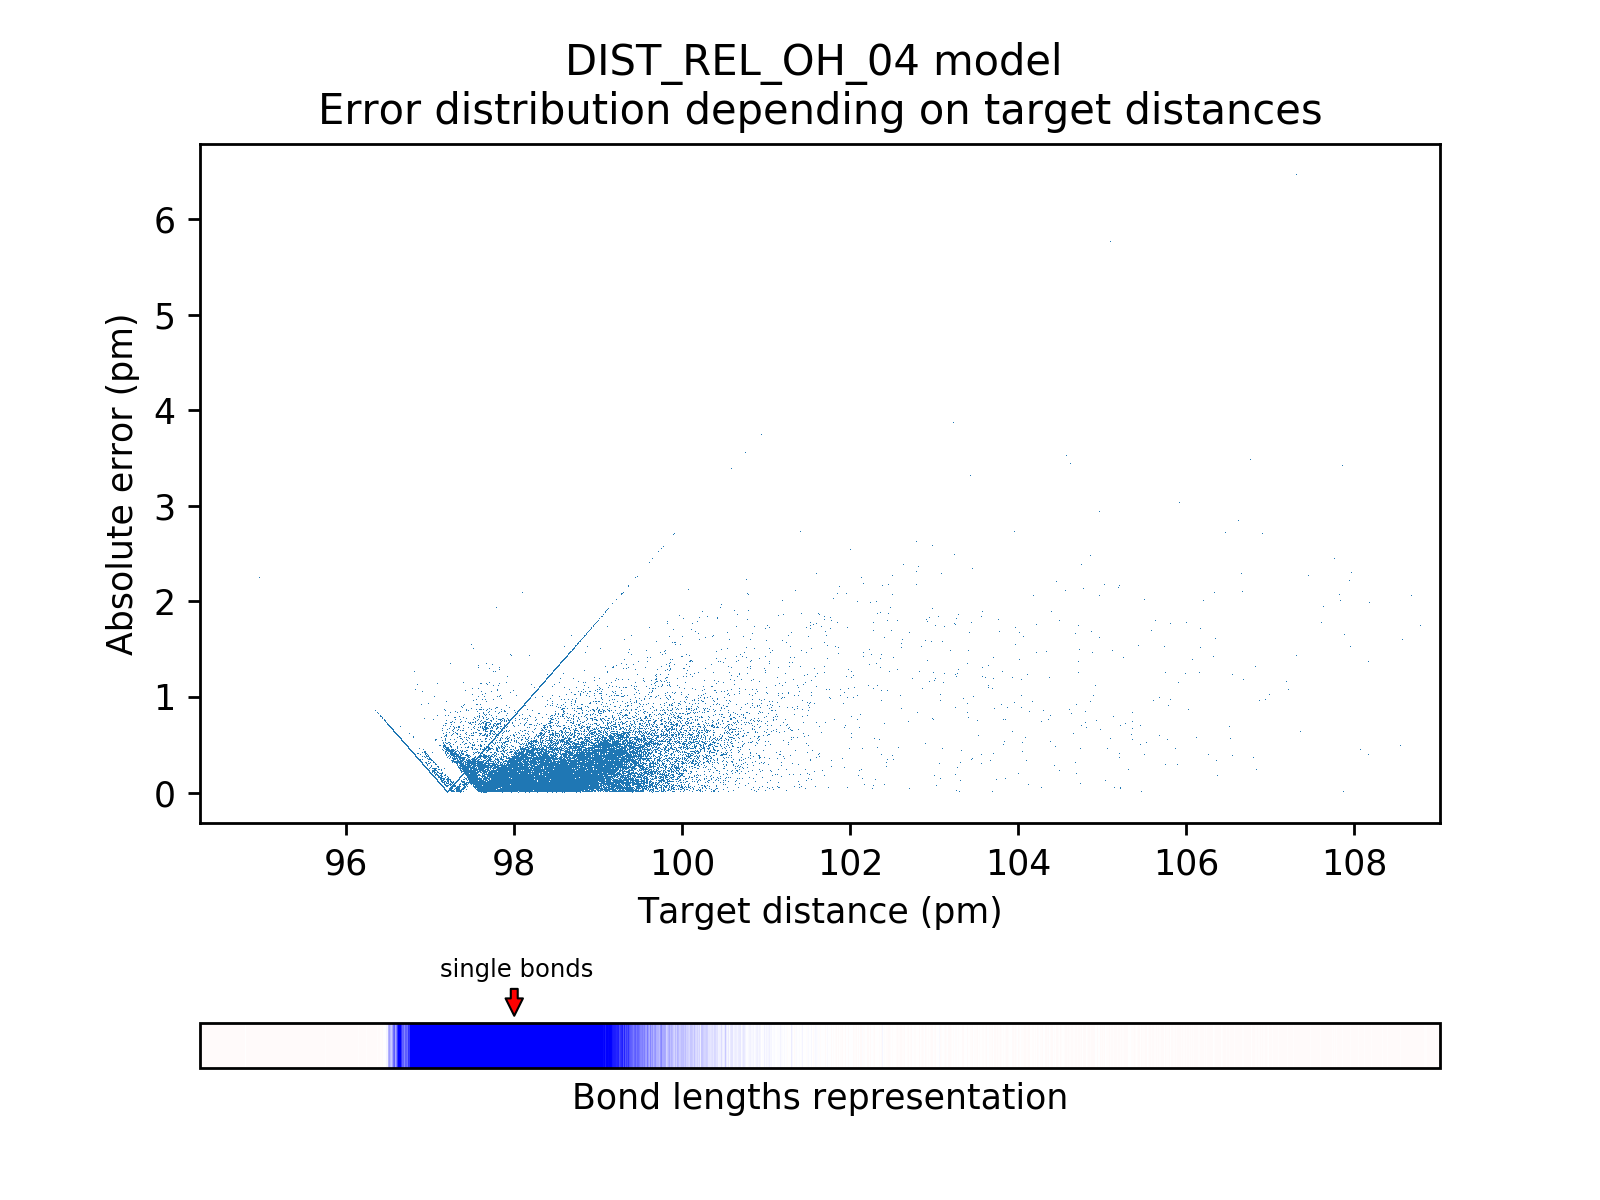 DIST_REL_OH_04 model
Error distribution depending on target distances
Absolute error (pm)
6
5
4
3
2
1
0
96 98 100 102 104 106 108
Target distance (pm)
single bonds
Bond lengths representation